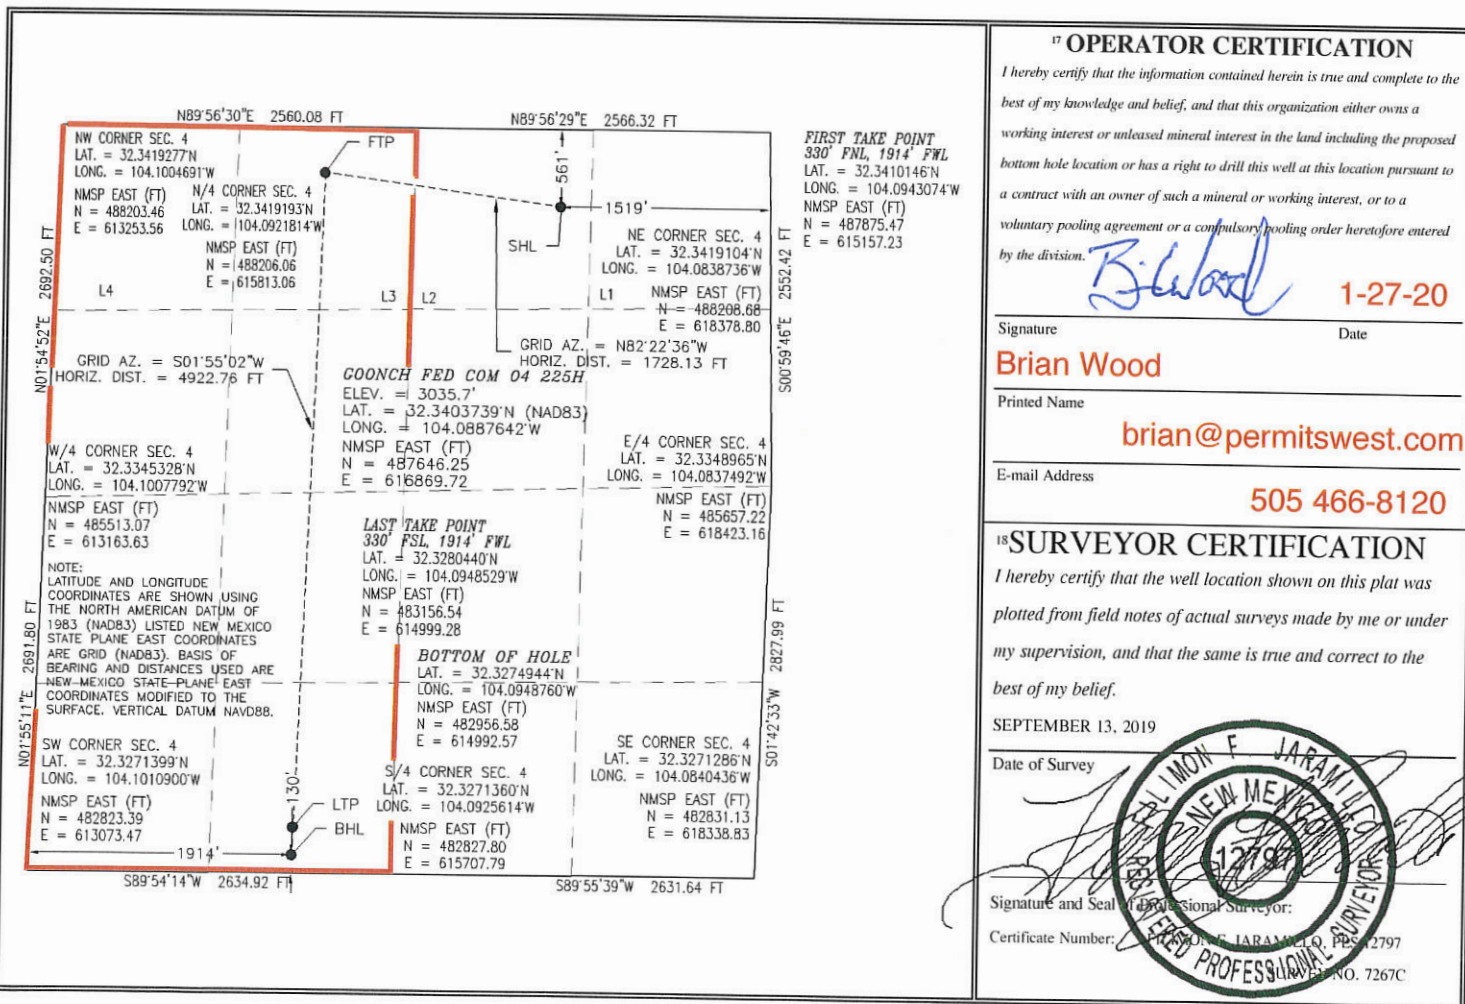 N89°56'30"E 2560.08 FT
N89°56'29"E 2566.32 FT
NW CORNER SEC. 4
LAT. = 32.3419277°N
LONG. = 104.1004691°W
NMSP EAST (FT)
N = 488203.46
E = 613253.56
N/4 CORNER SEC. 4
LAT. = 32.3419193°N
LONG. = 104.0921814°W
NMSP EAST (FT)
N = 488206.06
E = 615813.06
FTP
561'
1519'
SHL
NE CORNER SEC. 4
LAT. = 32.3419104°N
LONG. = 104.0838736°W
NMSP EAST (FT)
N = 488208.68
E = 618378.80
FIRST TAKE POINT
330' FNL, 1914' FWL
LAT. = 32.3410146°N
LONG. = 104.0943074°W
NMSP EAST (FT)
N = 487875.47
E = 615157.23
L4
L3
L2
L1
N01°54'52"E 2692.50 FT
S00°59'46"E 2552.42 FT
GRID AZ. = S01°55'02"W
HORIZ. DIST. = 4922.76 FT
GRID AZ. = N82°22'36"W
HORIZ. DIST. = 1728.13 FT
GOONCH FED COM 04 225H
ELEV. = 3035.7'
LAT. = 32.3403739°N (NAD83)
LONG. = 104.0887642°W
NMSP EAST (FT)
N = 487646.25
E = 616869.72
W/4 CORNER SEC. 4
LAT. = 32.3345328°N
LONG. = 104.1007792°W
NMSP EAST (FT)
N = 485513.07
E = 613163.63
E/4 CORNER SEC. 4
LAT. = 32.3348965°N
LONG. = 104.0837492°W
NMSP EAST (FT)
N = 485657.22
E = 618423.16
LAST TAKE POINT
330' FSL, 1914' FWL
LAT. = 32.3280440°N
LONG. = 104.0948529°W
NMSP EAST (FT)
N = 483156.54
E = 614999.28
NOTE:
LATITUDE AND LONGITUDE
COORDINATES ARE SHOWN USING
THE NORTH AMERICAN DATUM OF
1983 (NAD83) LISTED NEW MEXICO
STATE PLANE EAST COORDINATES
ARE GRID (NAD83). BASIS OF
BEARING AND DISTANCES USED ARE
NEW MEXICO STATE PLANE EAST
COORDINATES MODIFIED TO THE
SURFACE. VERTICAL DATUM NAVD88.
N01°55'11"E 2691.80 FT
S01°42'33"W 2827.99 FT
BOTTOM OF HOLE
LAT. = 32.3274944°N
LONG. = 104.0948760°W
NMSP EAST (FT)
N = 482956.58
E = 614992.57
SW CORNER SEC. 4
LAT. = 32.3271399°N
LONG. = 104.1010900°W
NMSP EAST (FT)
N = 482823.39
E = 613073.47
S/4 CORNER SEC. 4
LAT. = 32.3271360°N
LONG. = 104.0925614°W
NMSP EAST (FT)
N = 482827.80
E = 615707.79
SE CORNER SEC. 4
LAT. = 32.3271286°N
LONG. = 104.0840436°W
NMSP EAST (FT)
N = 482831.13
E = 618338.83
130'
LTP
BHL
1914'
S89°54'14"W 2634.92 FT
S89°55'39"W 2631.64 FT
17 OPERATOR CERTIFICATION
I hereby certify that the information contained herein is true and complete to the
best of my knowledge and belief, and that this organization either owns a
working interest or unleased mineral interest in the land including the proposed
bottom hole location or has a right to drill this well at this location pursuant to
a contract with an owner of such a mineral or working interest, or to a
voluntary pooling agreement or a compulsory pooling order heretofore entered
by the division.
B. Wood
1-27-20
Signature Date
Brian Wood
Printed Name
brian@permitswest.com
E-mail Address
505 466-8120
18 SURVEYOR CERTIFICATION
I hereby certify that the well location shown on this plat was
plotted from field notes of actual surveys made by me or under
my supervision, and that the same is true and correct to the
best of my belief.
SEPTEMBER 13, 2019
Date of Survey
FILIMON F. JARAMILLO
NEW MEXICO
12797
REGISTERED PROFESSIONAL SURVEYOR
Signature and Seal of Professional Surveyor:
Certificate Number: FILIMON F. JARAMILLO, PLS 12797
SURVEY NO. 7267C